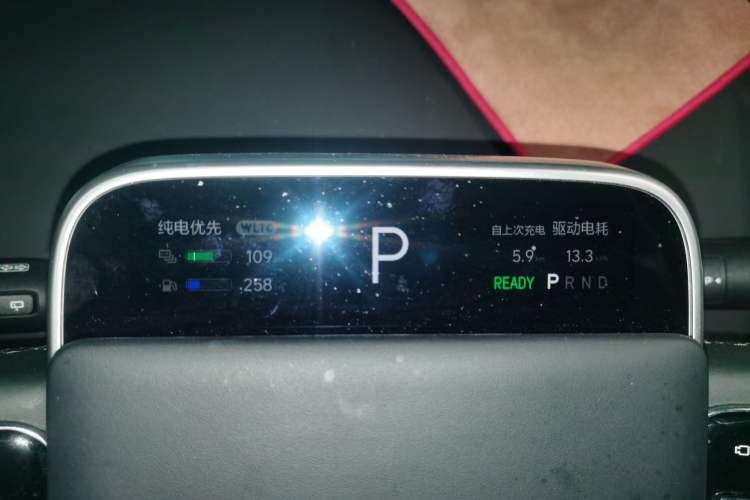 纯电优先 WLTC
109
258
P
自上次充电 驱动电耗
5.9 13.3
READY P R N D